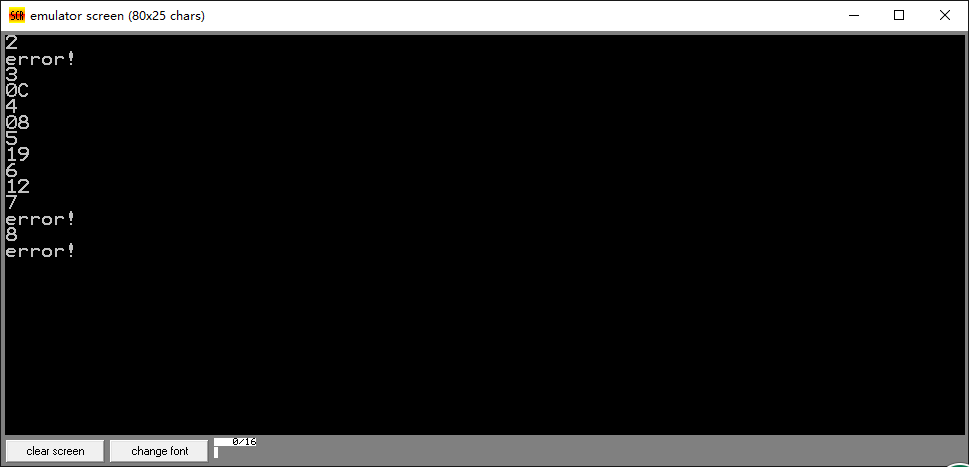 emulator screen (80x25 chars)
2
error!
3
0C
4
08
5
19
6
12
7
error!
8
error!
clear screen
change font
0/16